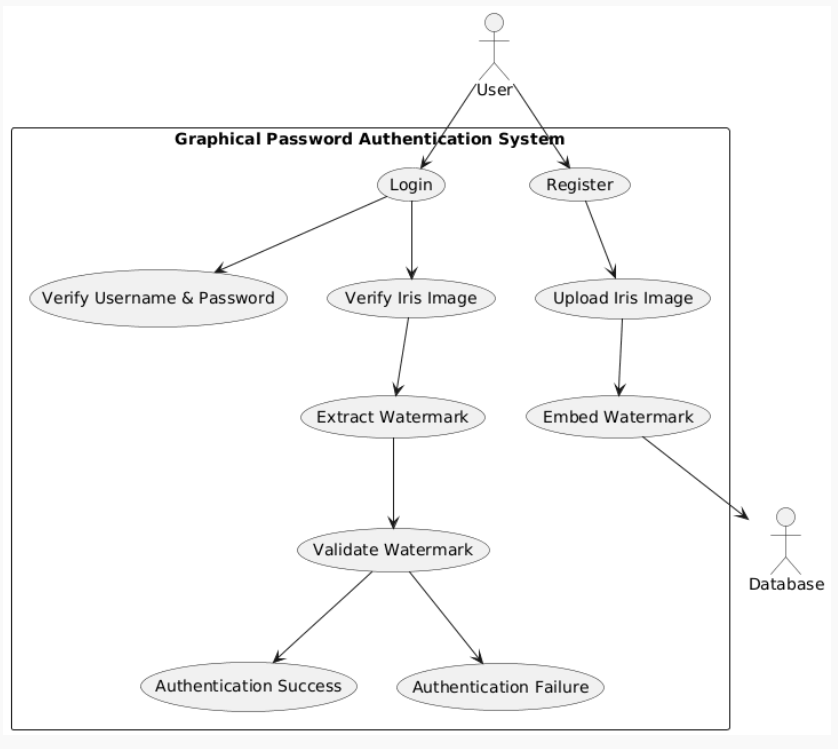 User
Graphical Password Authentication System
Login
Register
Verify Username & Password
Verify Iris Image
Upload Iris Image
Extract Watermark
Embed Watermark
Validate Watermark
Database
Authentication Success
Authentication Failure